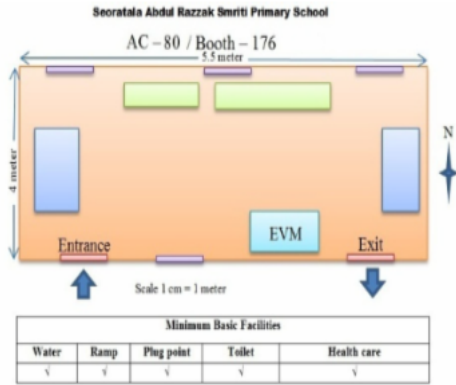 Seoratala Abdul Razzak Smriti Primary School
AC – 80 / Booth – 176
5.5 meter
4 meter
N
EVM
Entrance
Exit
Scale 1 cm = 1 meter
Minimum Basic Facilities
Water Ramp Plug point Toilet Health care
√ √ √ √ √